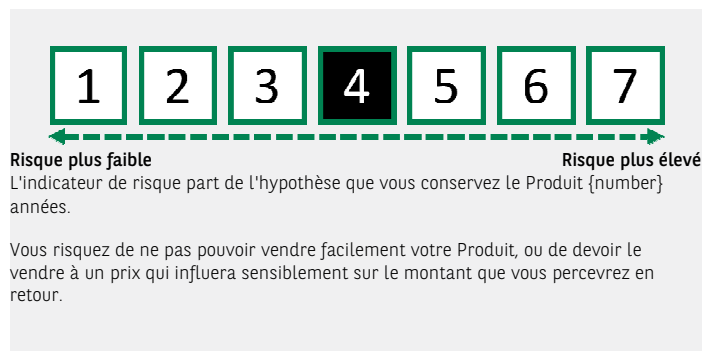 1 2 3 4 5 6 7
Risque plus faible Risque plus élevé
L'indicateur de risque part de l'hypothèse que vous conservez le Produit {number}
années.
Vous risquez de ne pas pouvoir vendre facilement votre Produit, ou de devoir le
vendre à un prix qui influera sensiblement sur le montant que vous percevrez en
retour.